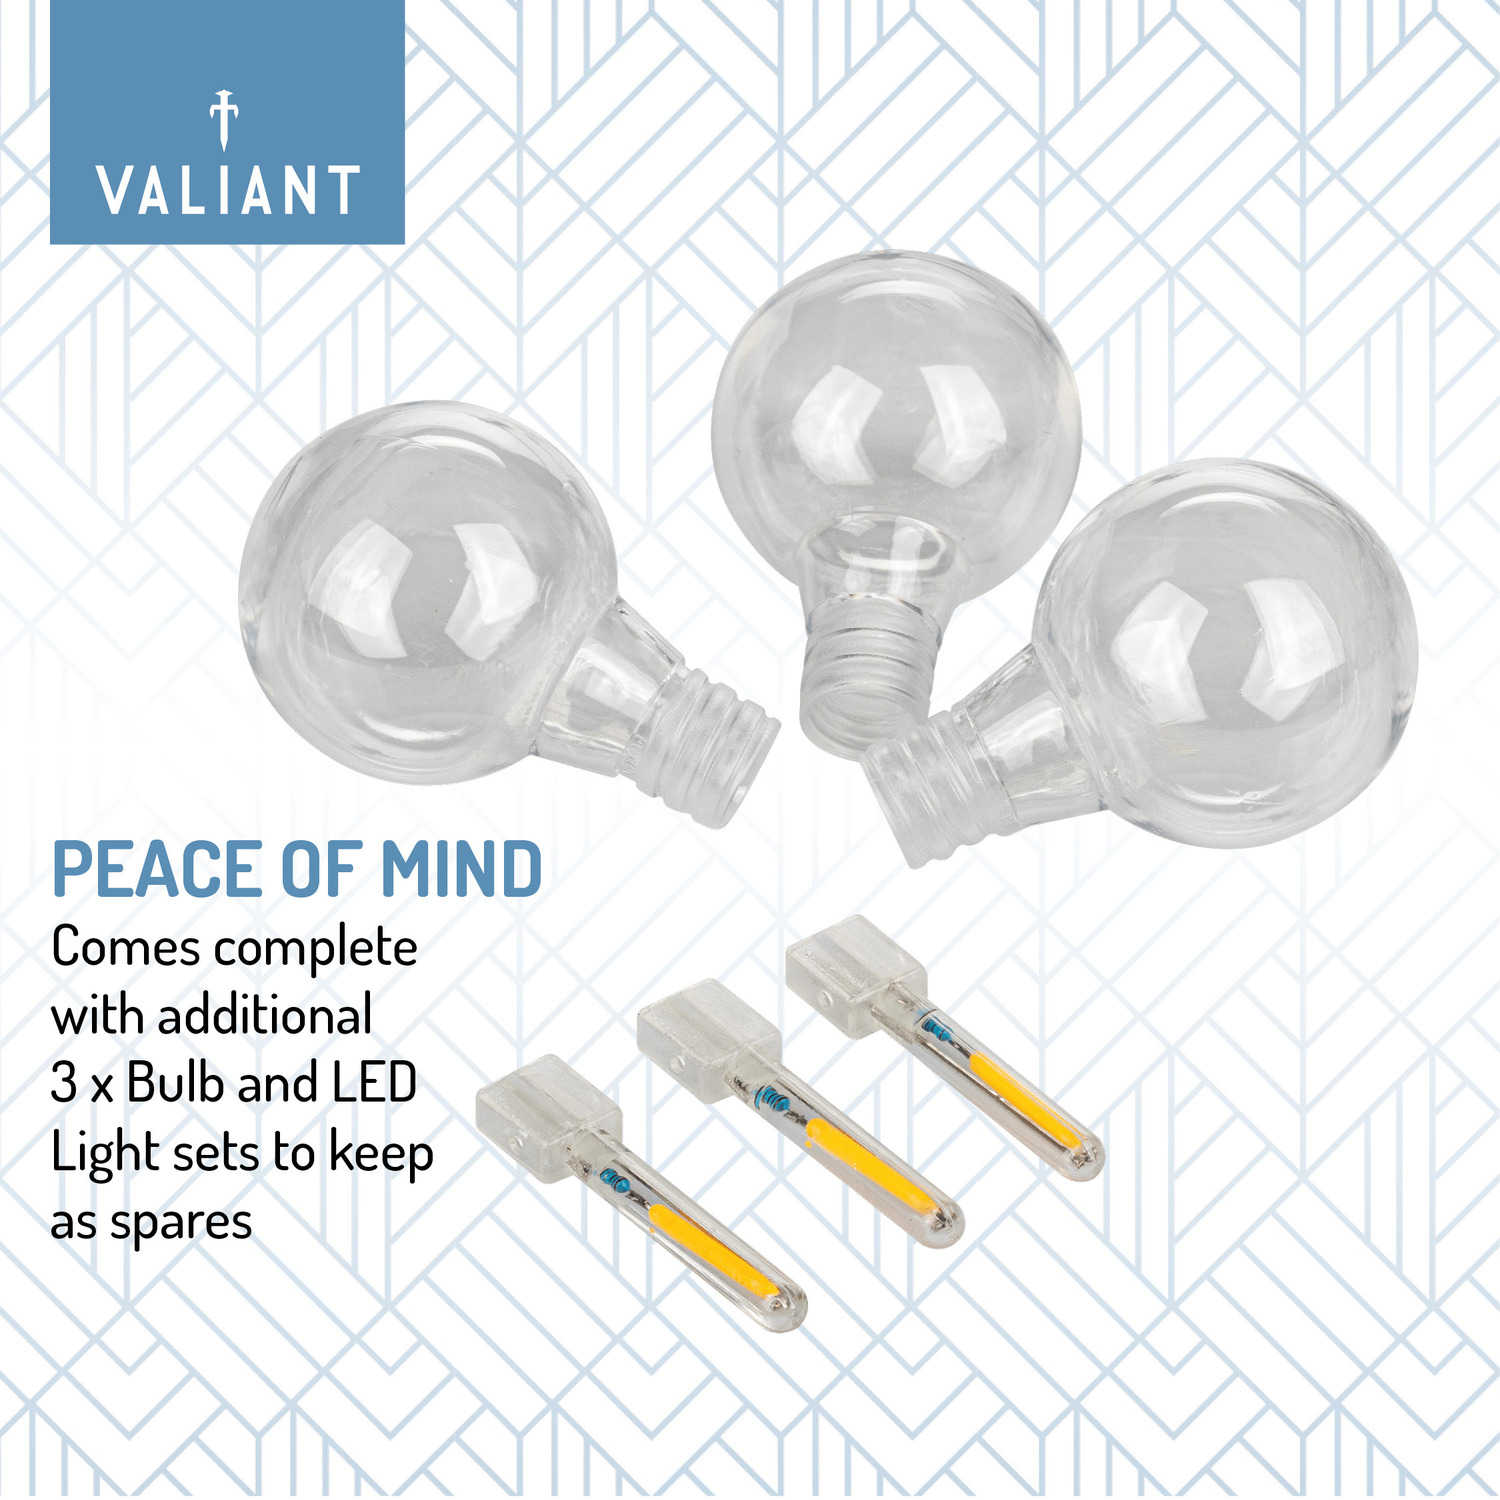 VALIANT
PEACE OF MIND
Comes complete
with additional
3 x Bulb and LED
Light sets to keep
as spares